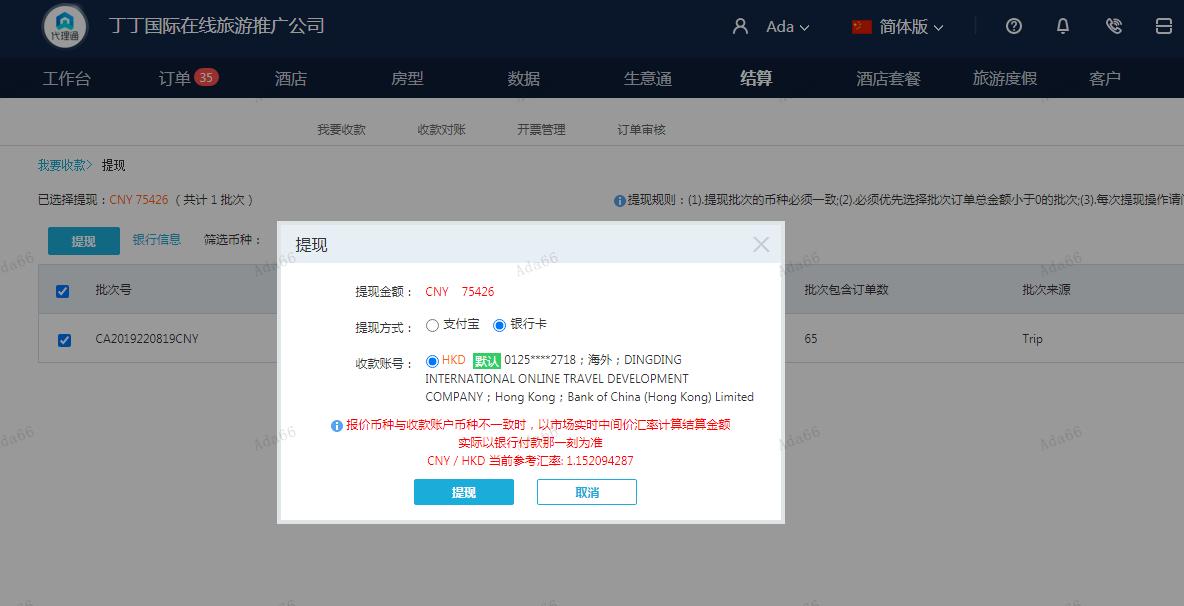 代理通
丁丁国际在线旅游推广公司
Ada
简体版
工作台
订单 35
酒店
房型
数据
生意通
结算
酒店套餐
旅游度假
客户
我要收款
收款对账
开票管理
订单审核
我要收款> 提现
已选择提现：CNY 75426 （ 共计 1 批次 ）
提现规则：(1).提现批次的币种必须一致;(2).必须优先选择批次订单总金额小于0的批次;(3).每次提现操作请
提现
银行信息
筛选币种：
批次号
批次包含订单数
批次来源
CA2019220819CNY
65
Trip
提现
提现金额： CNY 75426
提现方式： 支付宝 银行卡
收款账号： HKD 默认 0125****2718；海外；DINGDING
INTERNATIONAL ONLINE TRAVEL DEVELOPMENT
COMPANY；Hong Kong；Bank of China (Hong Kong) Limited
报价币种与收款账户币种不一致时，以市场实时中间价汇率计算结算金额
实际以银行付款那一刻为准
CNY / HKD 当前参考汇率: 1.152094287
提现
取消
Ada66
Ada66
Ada66
Ada66
Ada66
Ada66
Ada66
Ada66
Ada66